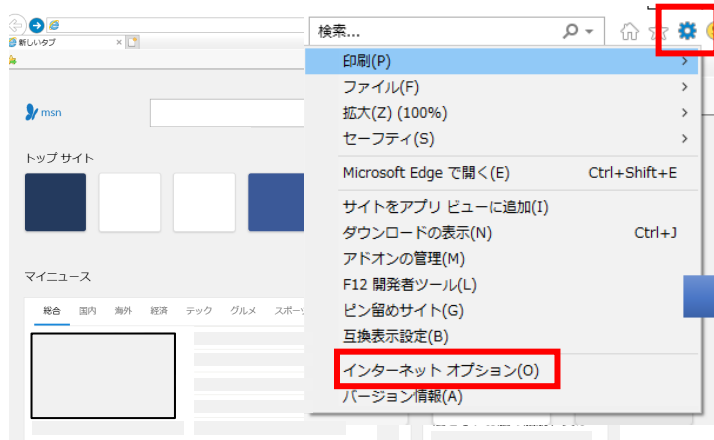 検索...
新しいタブ
印刷(P)
ファイル(F)
拡大(Z) (100%)
セーフティ(S)
Microsoft Edge で開く(E) Ctrl+Shift+E
サイトをアプリ ビューに追加(I)
ダウンロードの表示(N) Ctrl+J
アドオンの管理(M)
F12 開発者ツール(L)
ピン留めサイト(G)
互換表示設定(B)
インターネット オプション(O)
バージョン情報(A)
msn
トップ サイト
マイニュース
総合 国内 海外 経済 テック グルメ スポー